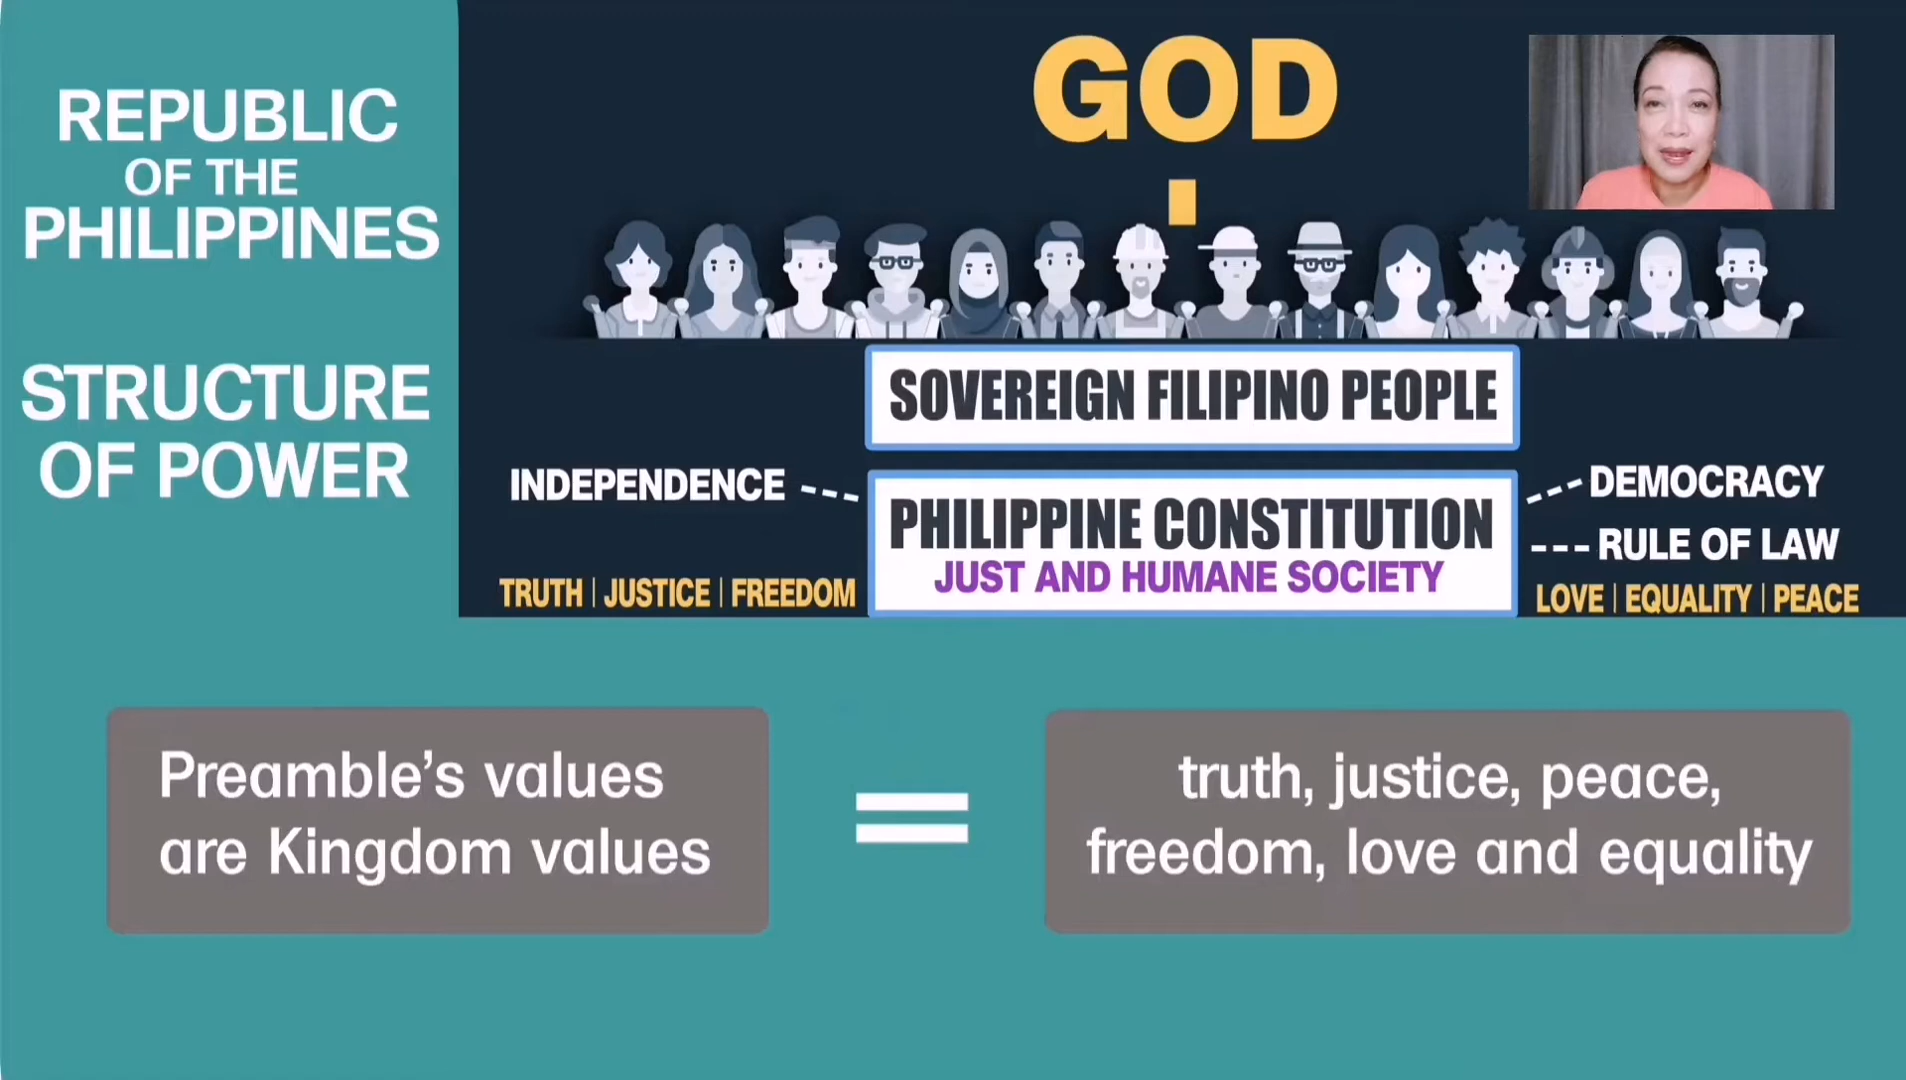 REPUBLIC
OF THE
PHILIPPINES
STRUCTURE
OF POWER
GOD
SOVEREIGN FILIPINO PEOPLE
INDEPENDENCE
PHILIPPINE CONSTITUTION
JUST AND HUMANE SOCIETY
DEMOCRACY
RULE OF LAW
TRUTH | JUSTICE | FREEDOM
LOVE | EQUALITY | PEACE
Preamble's values
are Kingdom values
=
truth, justice, peace,
freedom, love and equality